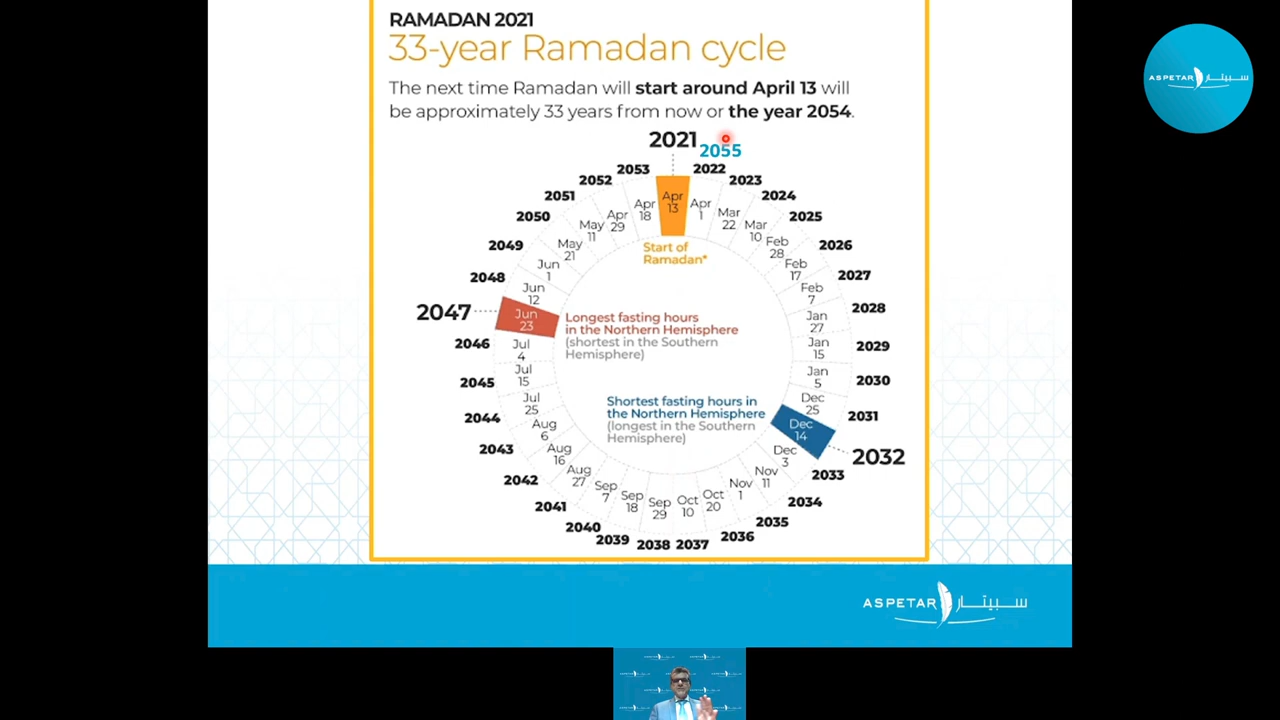 RAMADAN 2021
33-year Ramadan cycle
The next time Ramadan will start around April 13 will
be approximately 33 years from now or the year 2054.
2021
2055
2022
2023
2024
2025
2026
2027
2028
2029
2030
2031
2032
2033
2034
2035
2036
2037
2038
2039
2040
2041
2042
2043
2044
2045
2046
2047
2048
2049
2050
2051
2052
2053
Apr
13
Apr
1
Mar
22
Mar
10
Feb
28
Feb
17
Feb
7
Jan
27
Jan
15
Jan
5
Dec
25
Dec
14
Dec
3
Nov
11
Nov
1
Oct
20
Oct
10
Sep
29
Sep
18
Sep
7
Aug
27
Aug
16
Aug
6
Jul
25
Jul
15
Jul
4
Jun
23
Jun
12
Jun
1
May
21
May
11
Apr
29
Apr
18
Start of
Ramadan*
Longest fasting hours
in the Northern Hemisphere
(shortest in the Southern
Hemisphere)
Shortest fasting hours in
the Northern Hemisphere
(longest in the Southern
Hemisphere)
ASPETAR سبيتار
ASPETAR سبيتار